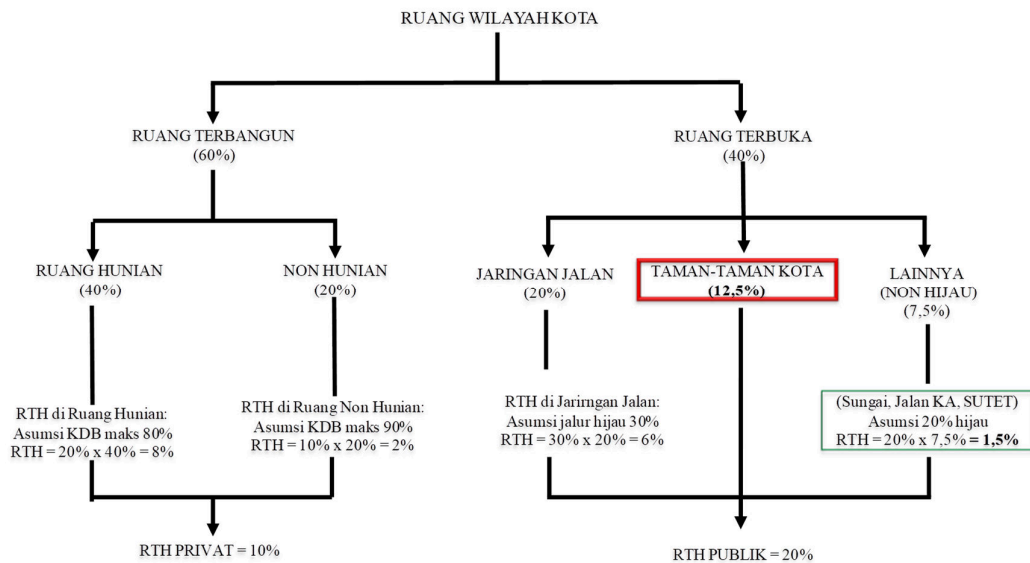 RUANG WILAYAH KOTA
RUANG TERBANGUN
(60%)
RUANG TERBUKA
(40%)
RUANG HUNIAN
(40%)
NON HUNIAN
(20%)
JARINGAN JALAN
(20%)
TAMAN-TAMAN KOTA
(12,5%)
LAINNYA
(NON HIJAU)
(7,5%)
RTH di Ruang Hunian:
Asumsi KDB maks 80%
RTH = 20% x 40% = 8%
RTH di Ruang Non Hunian:
Asumsi KDB maks 90%
RTH = 10% x 20% = 2%
RTH di Jarirngan Jalan:
Asumsi jalur hijau 30%
RTH = 30% x 20% = 6%
(Sungai, Jalan KA, SUTET)
Asumsi 20% hijau
RTH = 20% x 7,5% = 1,5%
RTH PRIVAT = 10%
RTH PUBLIK = 20%